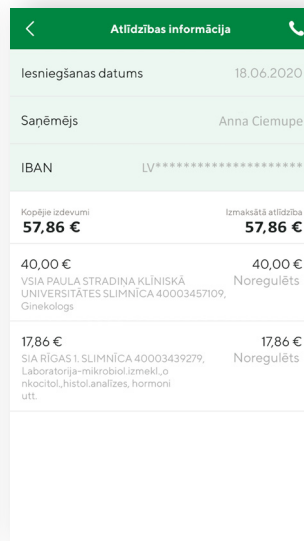 Atlīdzības informācija
Iesniegšanas datums 18.06.2020
Saņēmējs Anna Ciemupe
IBAN LV*********************
Kopējie izdevumi Izmaksātā atlīdzība
57,86 € 57,86 €
40,00 € 40,00 €
VSIA PAULA STRADINA KLĪNISKĀ Noregulēts
UNIVERSITĀTES SLIMNĪCA 40003457109,
Ginekologs
17,86 € 17,86 €
SIA RĪGAS 1. SLIMNĪCA 40003439279, Noregulēts
Laboratorija-mikrobiol.izmekl.,o
nkocitol.,histol.analīzes, hormoni
utt.